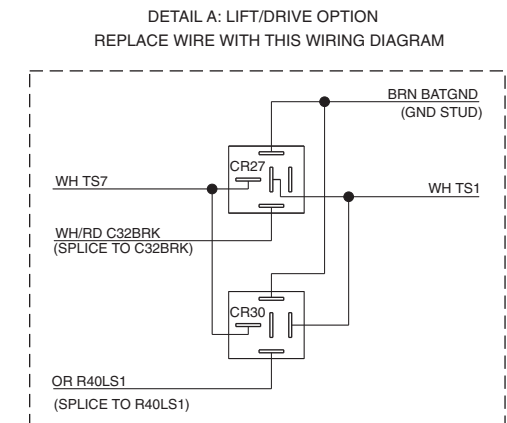 DETAIL A: LIFT/DRIVE OPTION
REPLACE WIRE WITH THIS WIRING DIAGRAM
BRN BATGND
(GND STUD)
CR27
WH TS7
WH TS1
WH/RD C32BRK
(SPLICE TO C32BRK)
CR30
OR R40LS1
(SPLICE TO R40LS1)